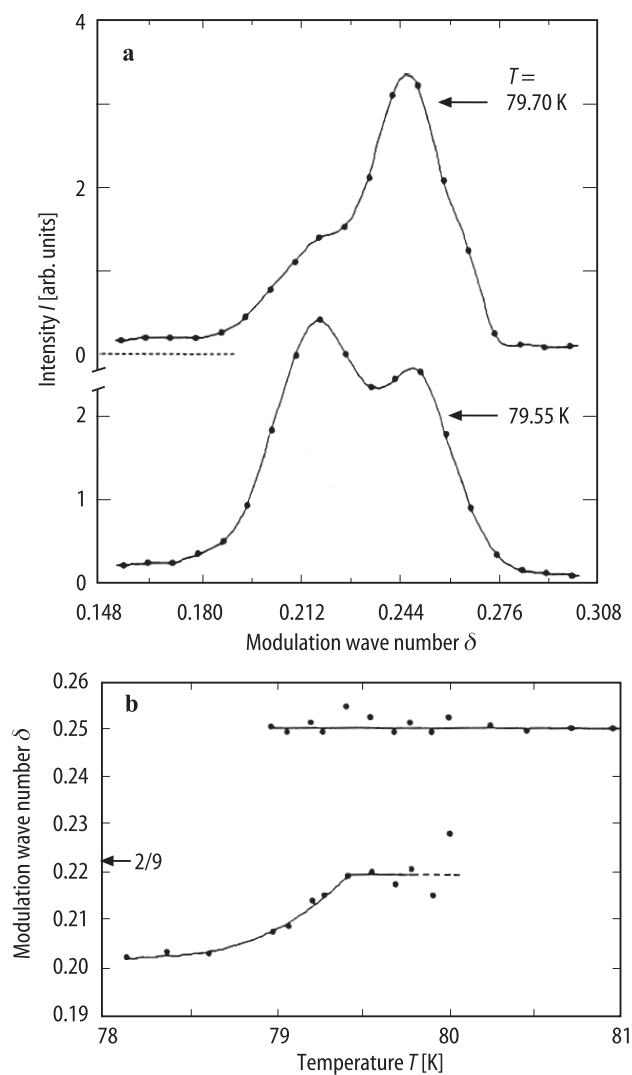 4
a
T =
79.70 K
2
Intensity I [arb. units]
0
2
79.55 K
1
0
0.148 0.180 0.212 0.244 0.276 0.308
Modulation wave number δ
0.26
b
0.25
0.24
Modulation wave number δ
0.23
2/9
0.22
0.21
0.20
0.19
78 79 80 81
Temperature T [K]